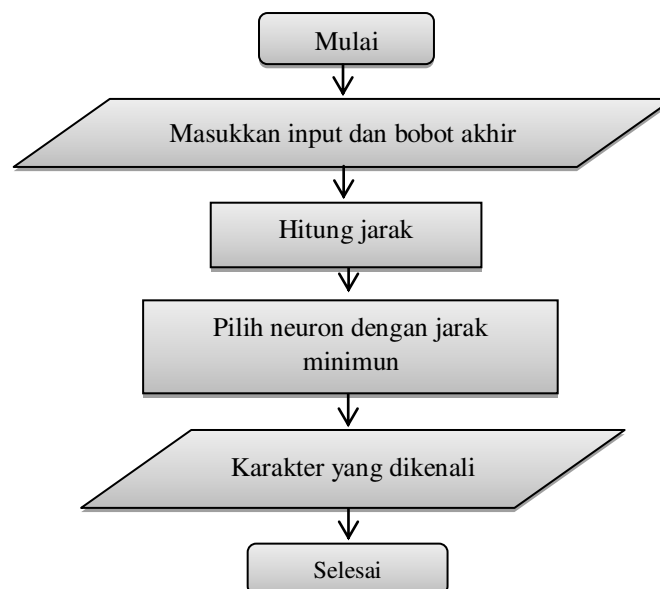 Mulai
Masukkan input dan bobot akhir
Hitung jarak
Pilih neuron dengan jarak
minimun
Karakter yang dikenali
Selesai